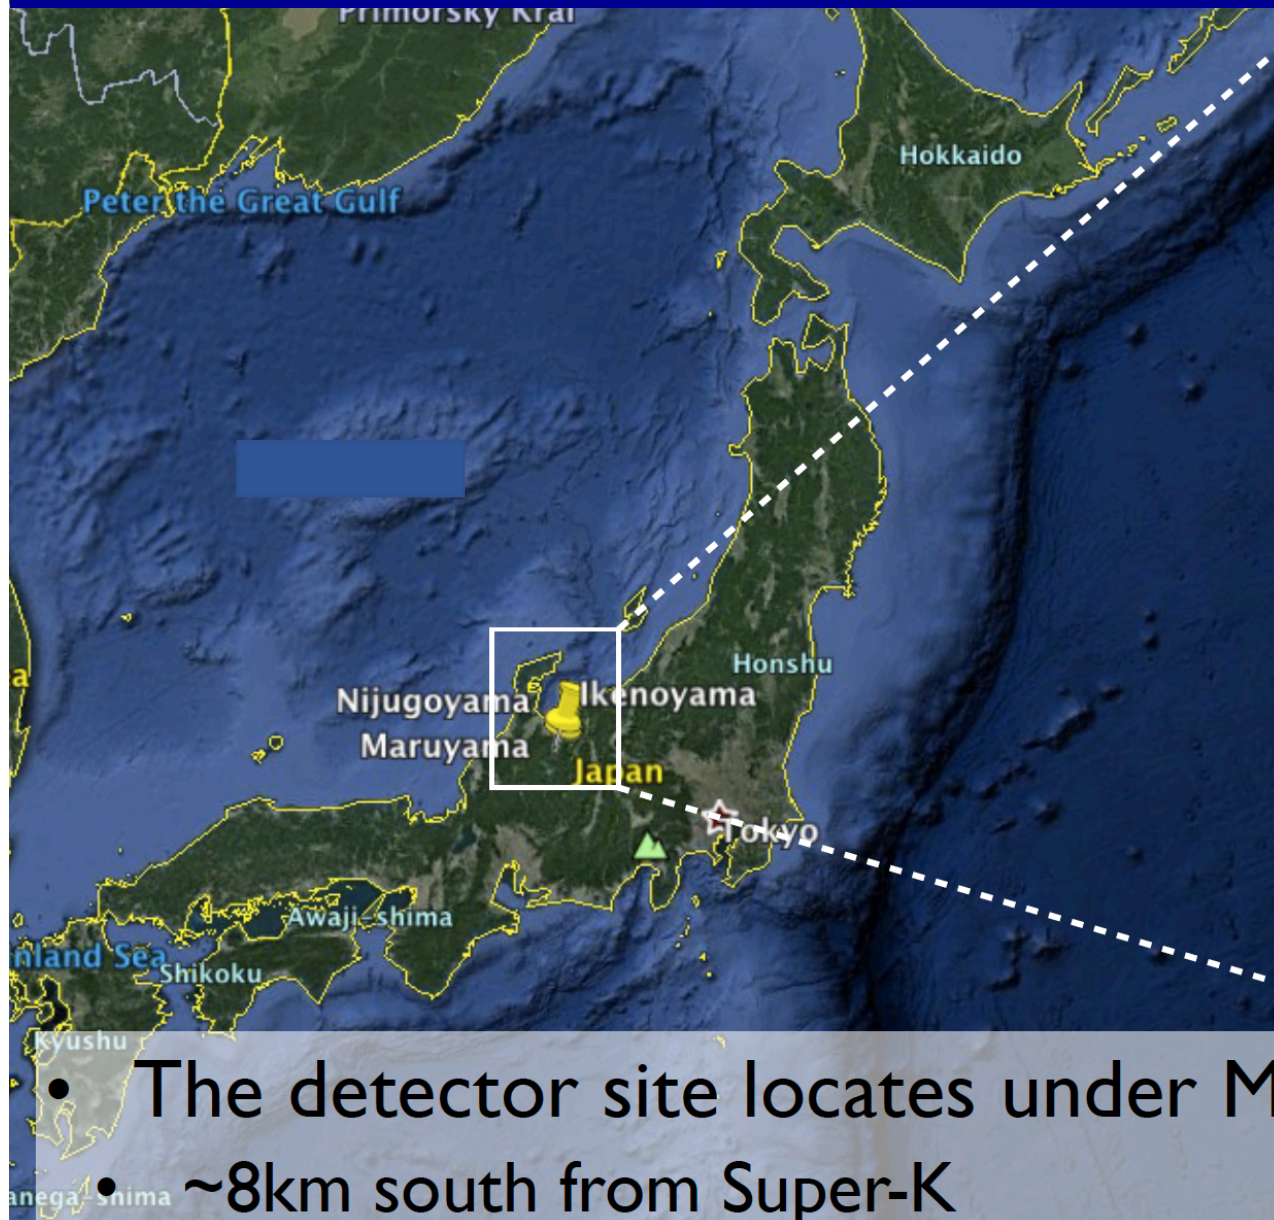 Primorsky Krai
Hokkaido
Peter the Great Gulf
Honshu
a
Nijugoyama
Ikenoyama
Maruyama
Japan
Tokyo
Awaji-shima
nland Sea
Shikoku
Kyushu
• The detector site locates under M
• ~8km south from Super-K
anega-shima